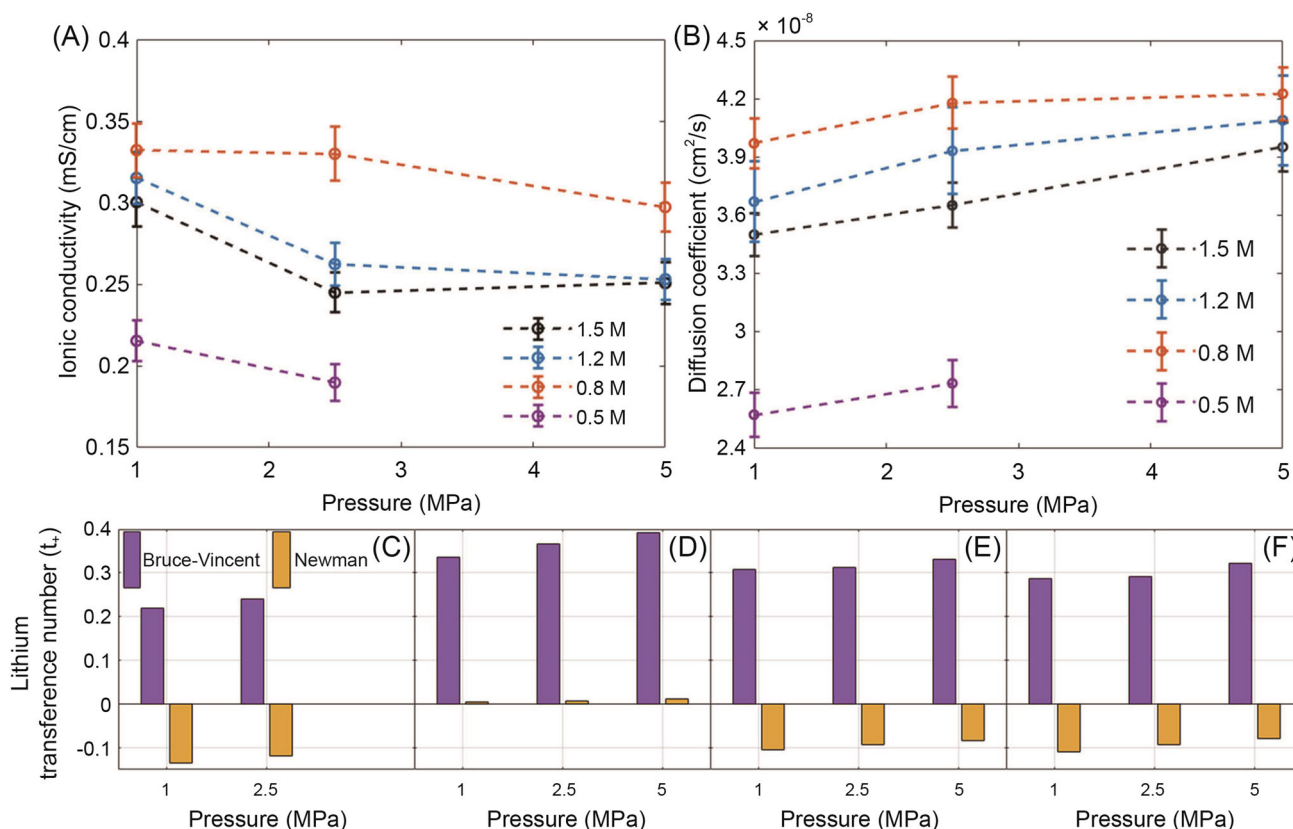 (A)
0.4
0.35
0.3
0.25
0.2
0.15
Ionic conductivity (mS/cm)
1 2 3 4 5
Pressure (MPa)
1.5 M
1.2 M
0.8 M
0.5 M
(B)
× 10⁻⁸
4.5
4.2
3.9
3.6
3.3
3
2.7
2.4
Diffusion coefficient (cm²/s)
1 2 3 4 5
Pressure (MPa)
1.5 M
1.2 M
0.8 M
0.5 M
Lithium
transference number (t₊)
0.4
0.3
0.2
0.1
0
-0.1
Bruce-Vincent Newman
(C)
1 2.5
Pressure (MPa)
(D)
1 2.5 5
Pressure (MPa)
(E)
1 2.5 5
Pressure (MPa)
(F)
1 2.5 5
Pressure (MPa)